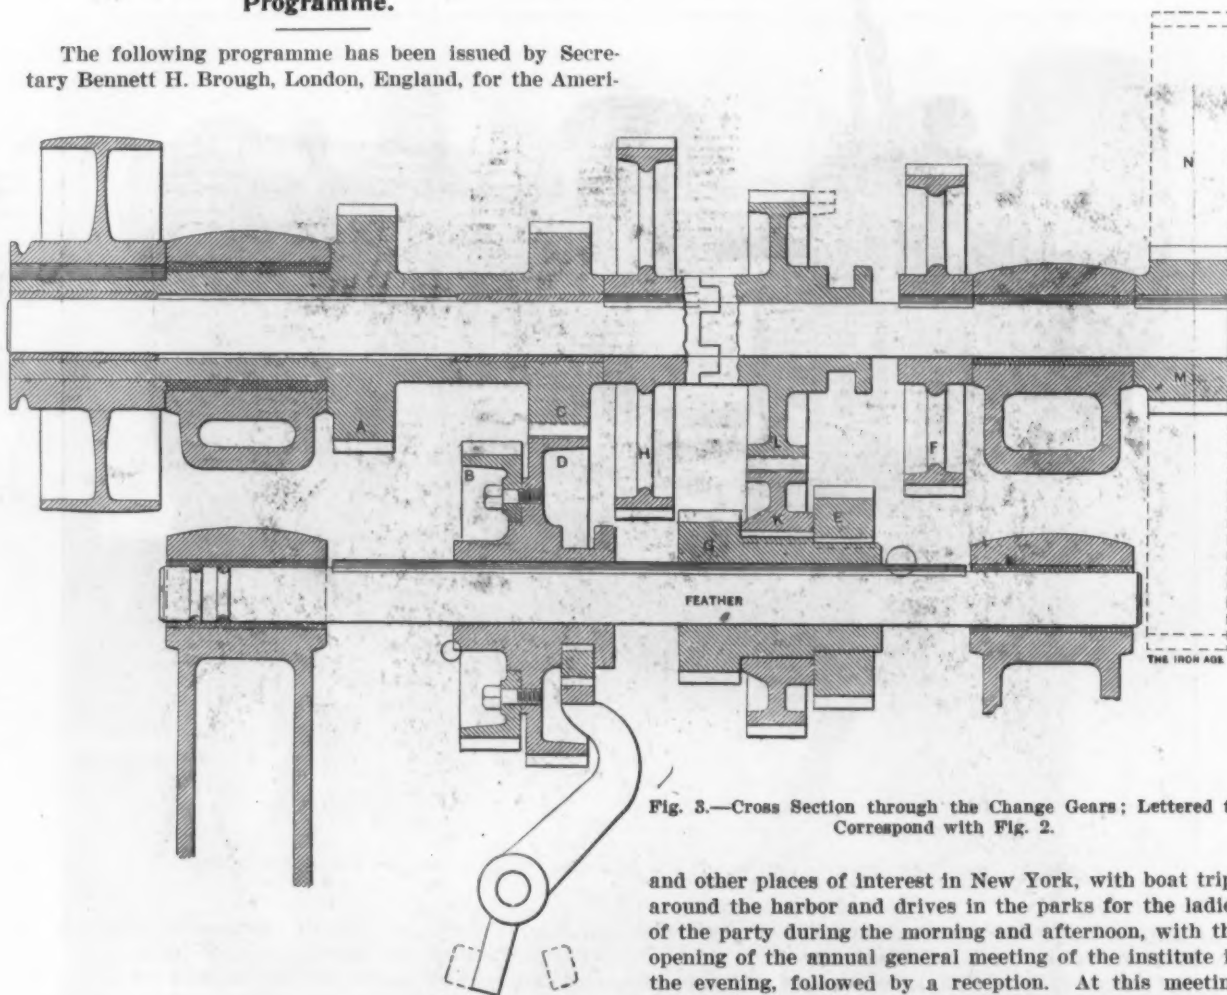 Programme.
The following programme has been issued by Secre-
tary Bennett H. Brough, London, England, for the Ameri-
N
M
A
C
B
D
H
L
F
K
E
G
FEATHER
THE IRON AGE
Fig. 3.—Cross Section through the Change Gears; Lettered
Correspond with Fig. 2.
and other places of interest in New York, with boat
around the harbor and drives in the parks for the
of the party during the morning and afternoon, with
opening of the annual general meeting of the institute
the evening, followed by a reception. At this